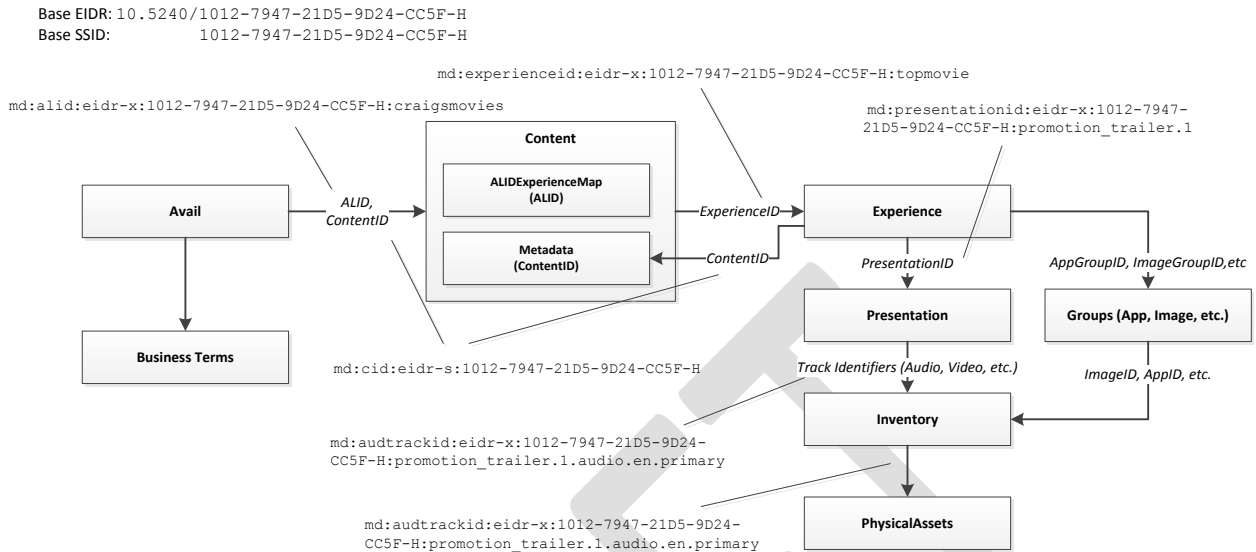 Base EIDR: 10.5240/1012-7947-21D5-9D24-CC5F-H
Base SSID: 1012-7947-21D5-9D24-CC5F-H
md:experienceid:eidr-x:1012-7947-21D5-9D24-CC5F-H:topmovie
md:alid:eidr-x:1012-7947-21D5-9D24-CC5F-H:craigsmovies
md:presentationid:eidr-x:1012-7947-
21D5-9D24-CC5F-H:promotion_trailer.1
Content
ALIDExperienceMap
(ALID)
Avail
ALID,
ContentID
ExperienceID
Experience
Metadata
(ContentID)
ContentID
PresentationID
AppGroupID, ImageGroupID,etc
Presentation
Groups (App, Image, etc.)
Business Terms
md:cid:eidr-s:1012-7947-21D5-9D24-CC5F-H
Track Identifiers (Audio, Video, etc.)
ImageID, AppID, etc.
Inventory
md:audtrackid:eidr-x:1012-7947-21D5-9D24-
CC5F-H:promotion_trailer.1.audio.en.primary
PhysicalAssets
md:audtrackid:eidr-x:1012-7947-21D5-9D24-
CC5F-H:promotion_trailer.1.audio.en.primary